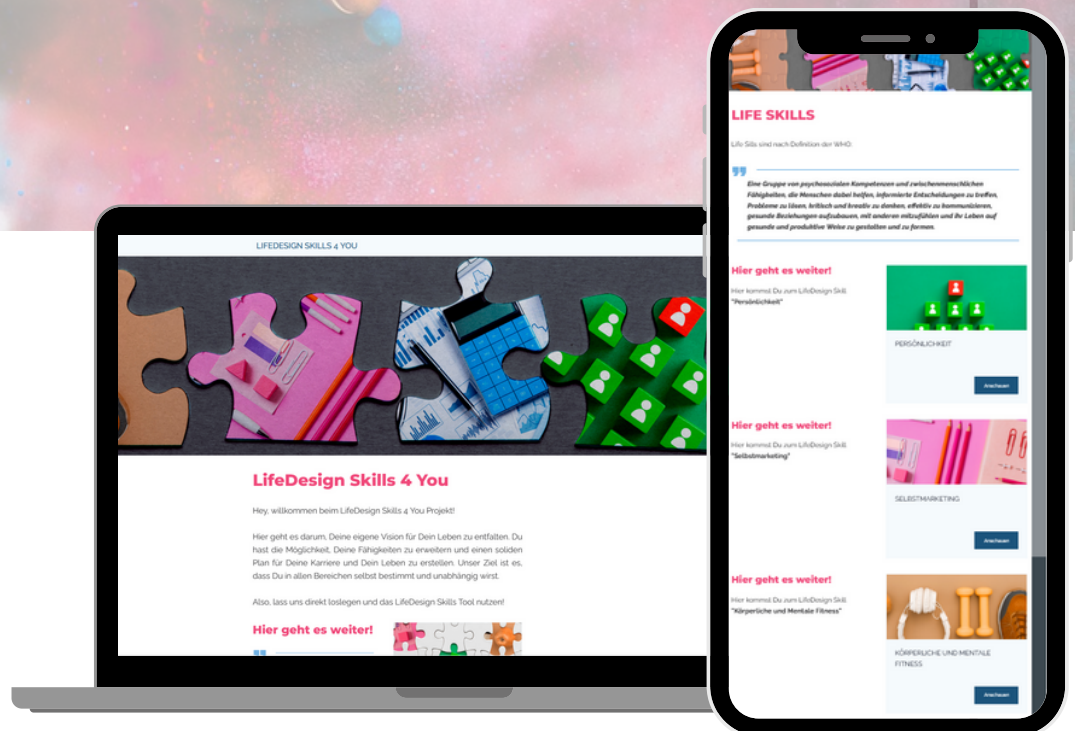 LIFEDESIGN SKILLS 4 YOU
LifeDesign Skills 4 You
Hey, willkommen beim LifeDesign Skills 4 You Projekt!
Hier geht es darum, Deine eigene Vision für Dein Leben zu entfalten. Du
hast die Möglichkeit, Deine Fähigkeiten zu erweitern und einen soliden
Plan für Deine Karriere und Dein Leben zu erstellen. Unser Ziel ist es,
dass Du in allen Bereichen selbst bestimmt und unabhängig wirst.
Also, lass uns direkt loslegen und das LifeDesign Skills Tool nutzen!
Hier geht es weiter!
LIFE SKILLS
Life Sills sind nach Definition der WHO:
Eine Gruppe von psychosozialen Kompetenzen und zwischenmenschlichen
Fähigkeiten, die Menschen dabei helfen, informierte Entscheidungen zu treffen,
Probleme zu lösen, kritisch und kreativ zu denken, effektiv zu kommunizieren,
gesunde Beziehungen aufzubauen, mit anderen mitzufühlen und ihr Leben auf
gesunde und produktive Weise zu gestalten und zu formen.
Hier geht es weiter!
Hier kommst Du zum LifeDesign Skill
"Persönlichkeit"
PERSÖNLICHKEIT
Anschauen
Hier geht es weiter!
Hier kommst Du zum LifeDesign Skill
"Selbstmarketing"
SELBSTMARKETING
Anschauen
Hier geht es weiter!
Hier kommst Du zum LifeDesign Skill
"Körperliche und Mentale Fitness"
KÖRPERLICHE UND MENTALE
FITNESS
Anschauen